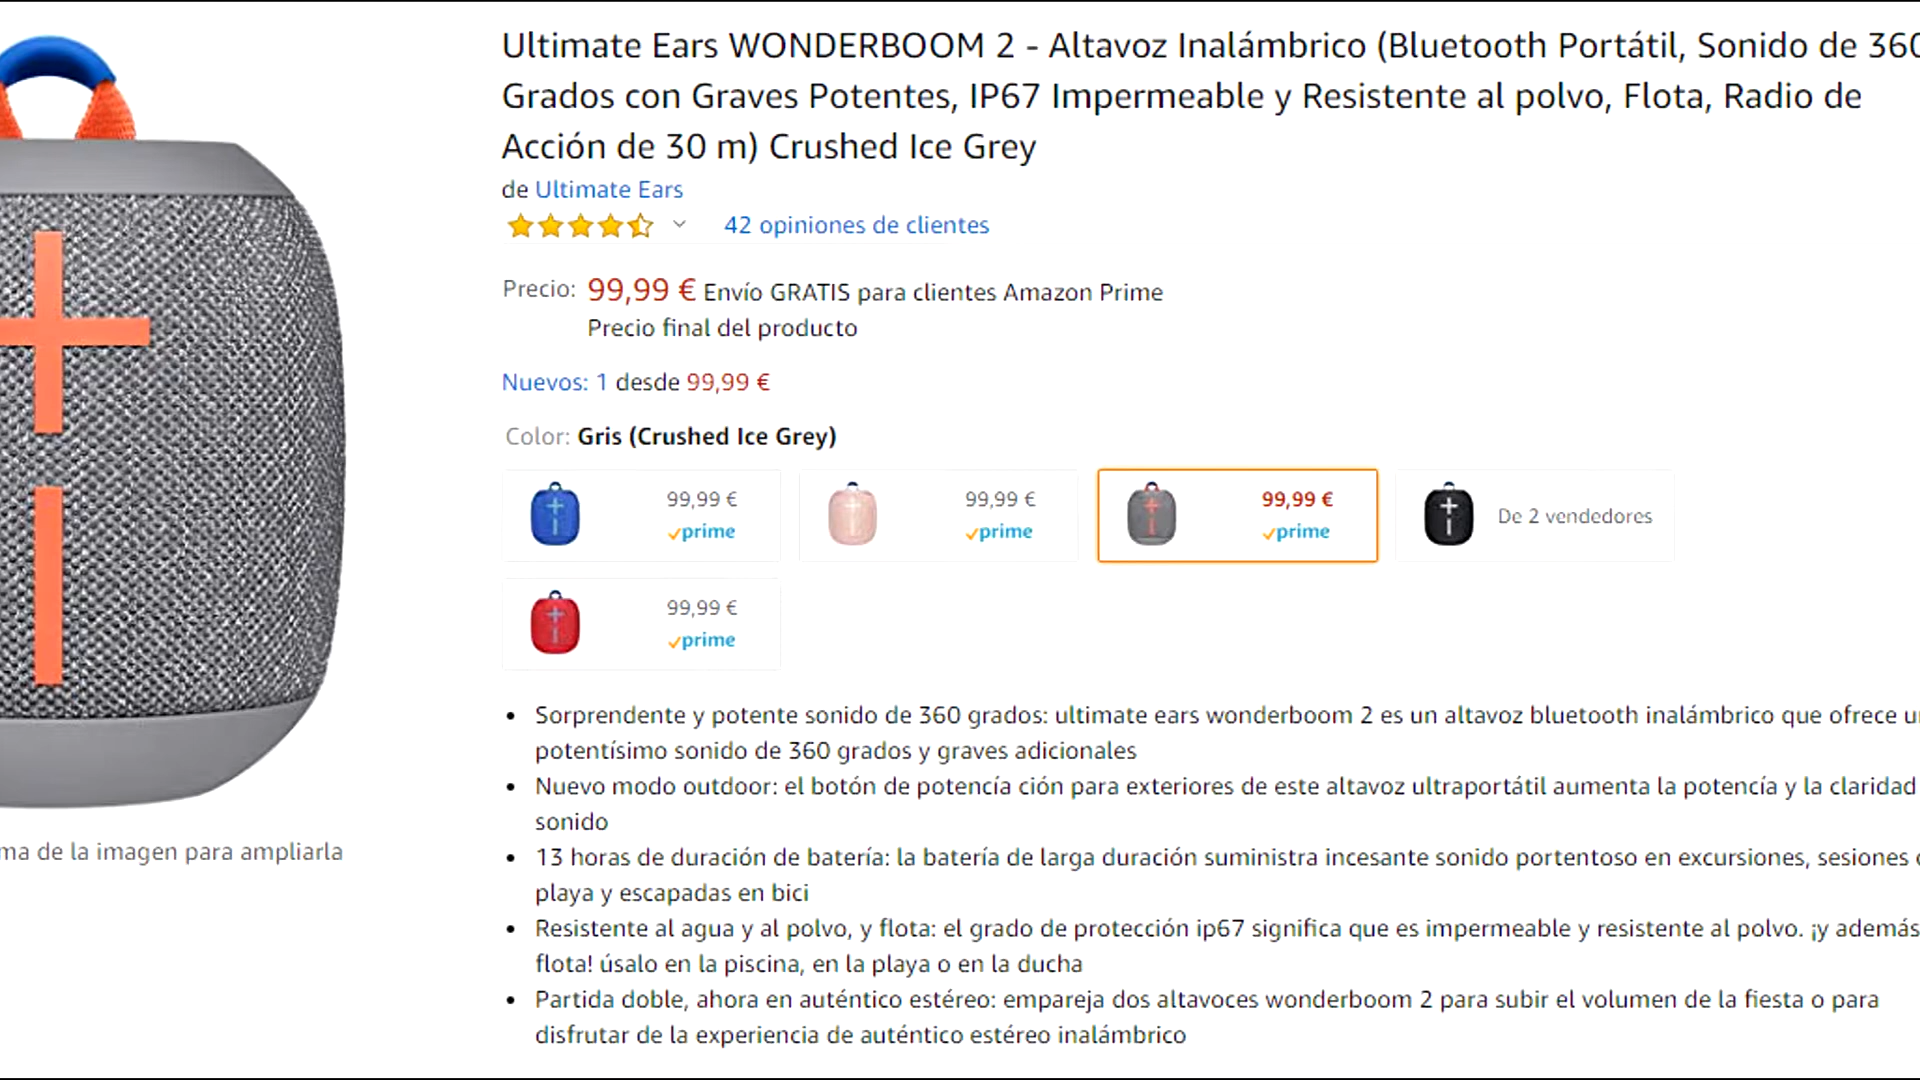 Ultimate Ears WONDERBOOM 2 - Altavoz Inalámbrico (Bluetooth Portátil, Sonido de 360
Grados con Graves Potentes, IP67 Impermeable y Resistente al polvo, Flota, Radio de
Acción de 30 m) Crushed Ice Grey
de Ultimate Ears
42 opiniones de clientes
Precio: 99,99 € Envío GRATIS para clientes Amazon Prime
Precio final del producto
Nuevos: 1 desde 99,99 €
Color: Gris (Crushed Ice Grey)
99,99 €
prime
99,99 €
prime
99,99 €
prime
De 2 vendedores
99,99 €
prime
Sorprendente y potente sonido de 360 grados: ultimate ears wonderboom 2 es un altavoz bluetooth inalámbrico que ofrece
potentísimo sonido de 360 grados y graves adicionales
Nuevo modo outdoor: el botón de potencía ción para exteriores de este altavoz ultraportátil aumenta la potencía y la claridad
sonido
13 horas de duración de batería: la batería de larga duración suministra incesante sonido portentoso en excursiones, sesiones
playa y escapadas en bici
Resistente al agua y al polvo, y flota: el grado de protección ip67 significa que es impermeable y resistente al polvo. ¡y además
flota! úsalo en la piscina, en la playa o en la ducha
Partida doble, ahora en auténtico estéreo: empareja dos altavoces wonderboom 2 para subir el volumen de la fiesta o para
disfrutar de la experiencia de auténtico estéreo inalámbrico
ma de la imagen para ampliarla